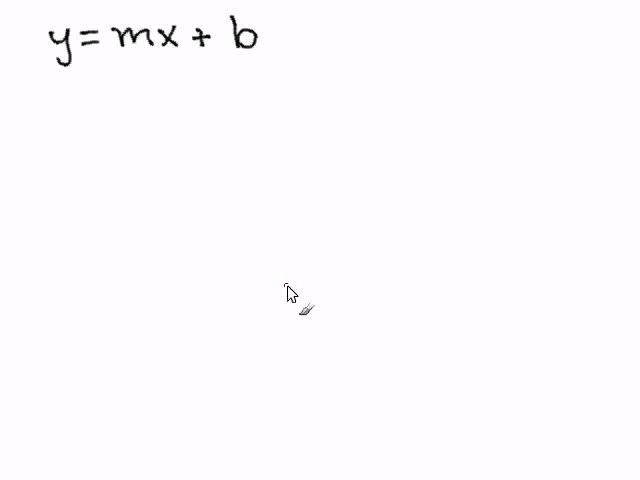 y = mx + b